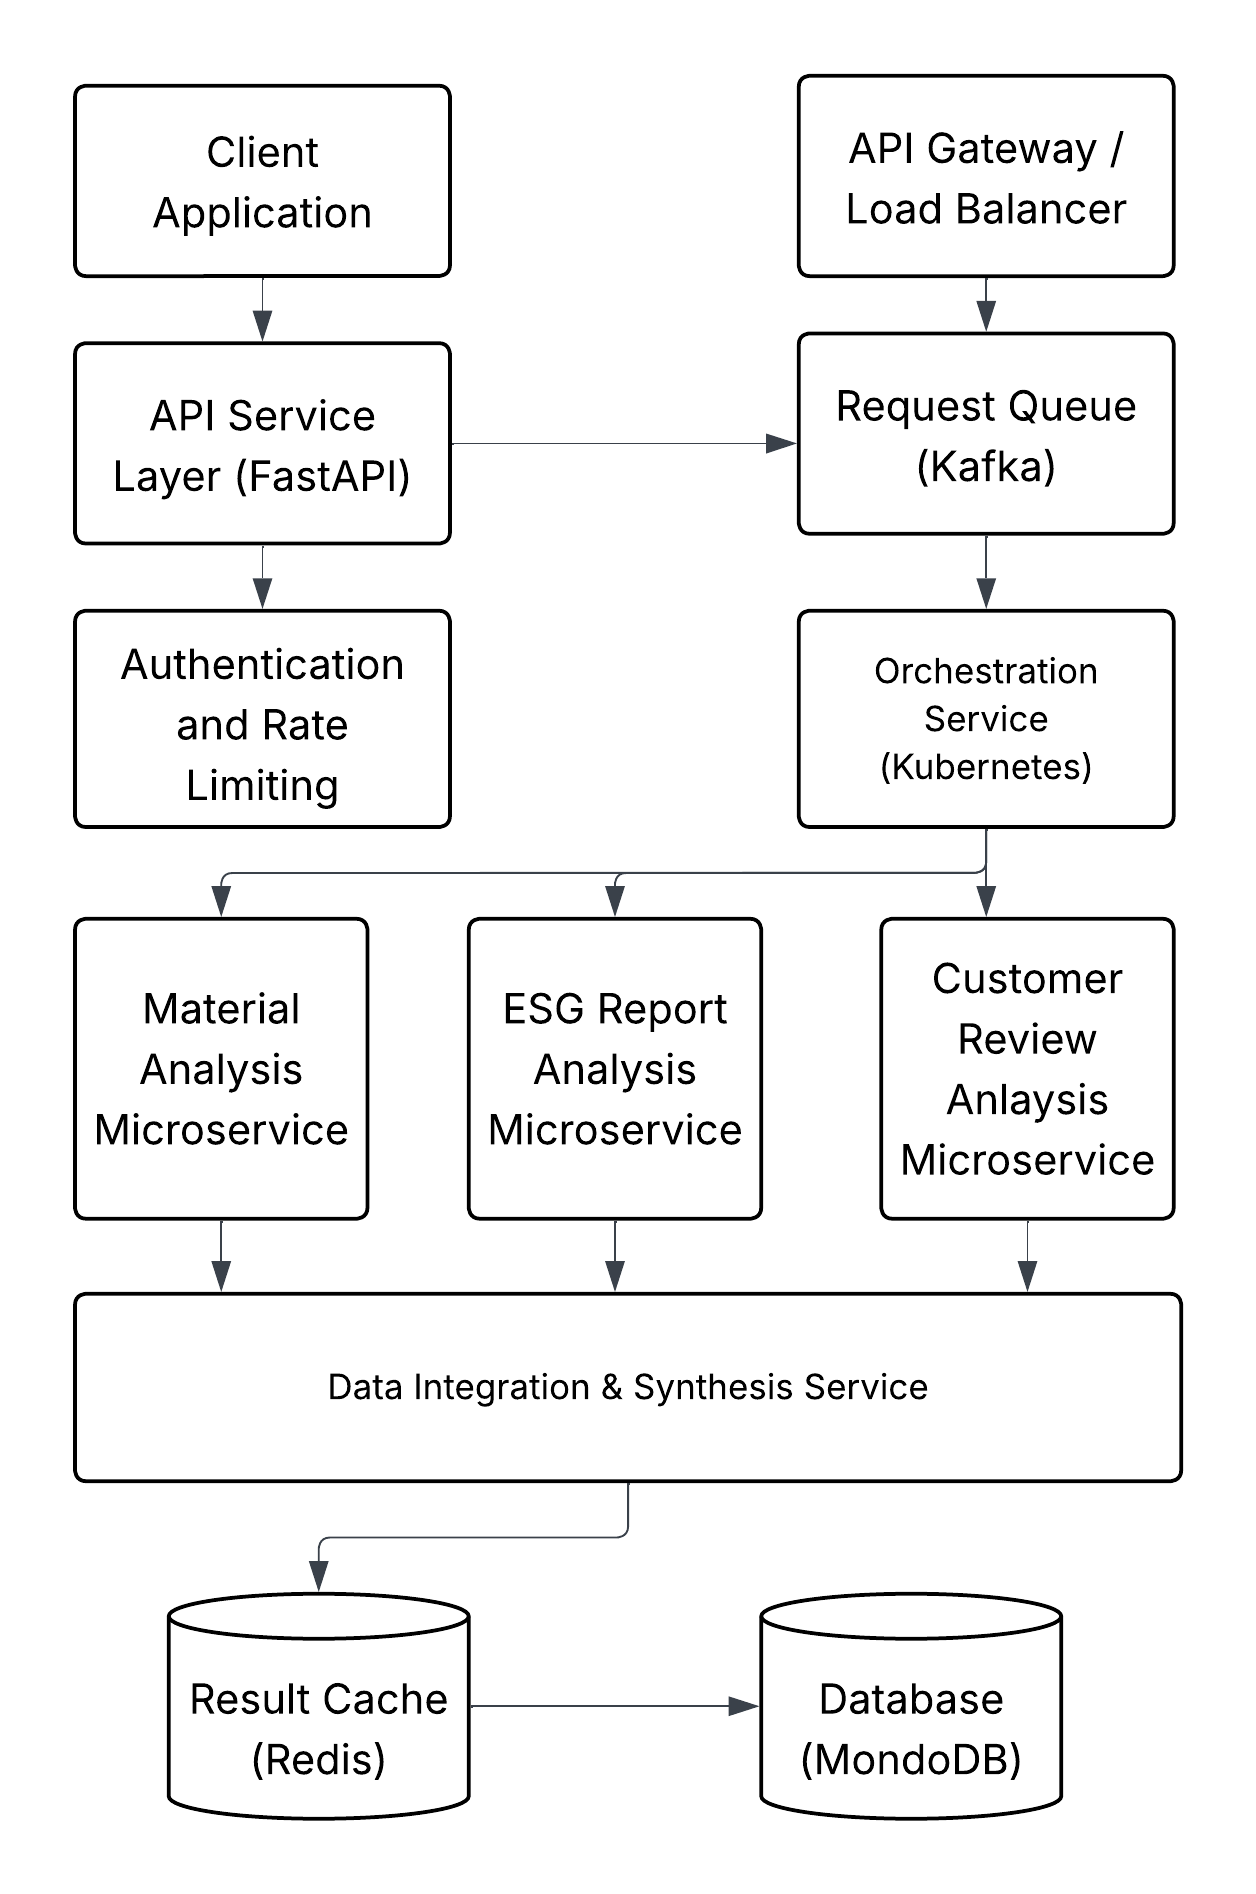 Client
Application
API Gateway /
Load Balancer
API Service
Layer (FastAPI)
Request Queue
(Kafka)
Authentication
and Rate
Limiting
Orchestration
Service
(Kubernetes)
Material
Analysis
Microservice
ESG Report
Analysis
Microservice
Customer
Review
Anlaysis
Microservice
Data Integration & Synthesis Service
Result Cache
(Redis)
Database
(MondoDB)